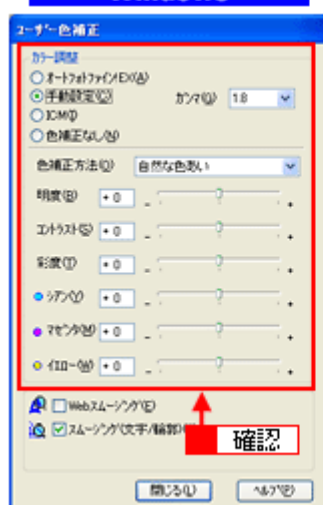 ユーザー色補正
カラー調整
オートフォトファインEX(A)
手動設定(C)
ガンマ(G)
1.8
ICM(I)
色補正なし(N)
色補正方法(O)
自然な色あい
明度(B)
+0
-
+
コントラスト(S)
+0
-
+
彩度(T)
+0
-
+
シアン(Y)
+0
-
+
マゼンタ(M)
+0
-
+
イエロー(W)
+0
-
+
Webスムージング(E)
スムージング(文字/輪郭)
確認
閉じる(L)
ヘルプ(P)